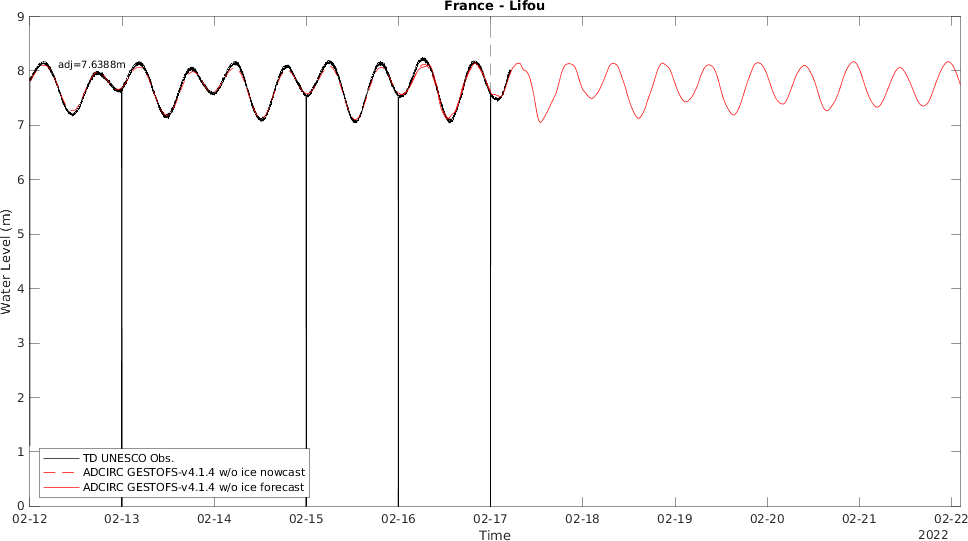 France - Lifou
adj=7.6388m
Water Level (m)
9
8
7
6
5
4
3
2
1
0
TD UNESCO Obs.
ADCIRC GESTOFS-v4.1.4 w/o ice nowcast
ADCIRC GESTOFS-v4.1.4 w/o ice forecast
02-12 02-13 02-14 02-15 02-16 02-17 02-18 02-19 02-20 02-21 02-22
Time
2022